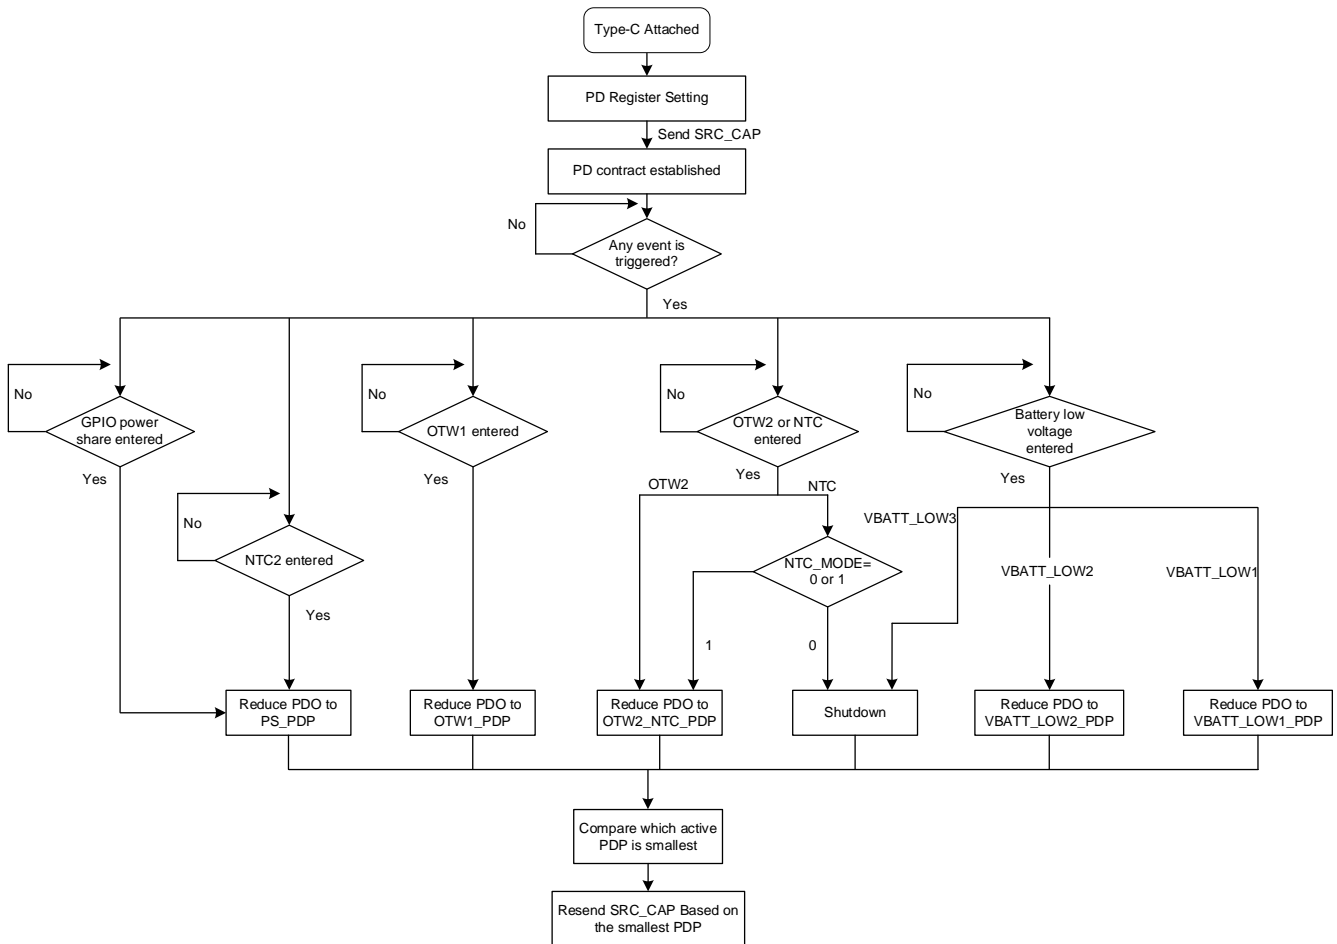 Type-C Attached
PD Register Setting
Send SRC_CAP
PD contract established
No
Any event is
triggered?
Yes
No
GPIO power
share entered
Yes
No
NTC2 entered
Yes
No
OTW1 entered
Yes
No
OTW2 or NTC
entered
Yes
OTW2
NTC
NTC_MODE=
0 or 1
1
0
No
Battery low
voltage
entered
Yes
VBATT_LOW3
VBATT_LOW2
VBATT_LOW1
Reduce PDO to
PS_PDP
Reduce PDO to
OTW1_PDP
Reduce PDO to
OTW2_NTC_PDP
Shutdown
Reduce PDO to
VBATT_LOW2_PDP
Reduce PDO to
VBATT_LOW1_PDP
Compare which active
PDP is smallest
Resend SRC_CAP Based on
the smallest PDP